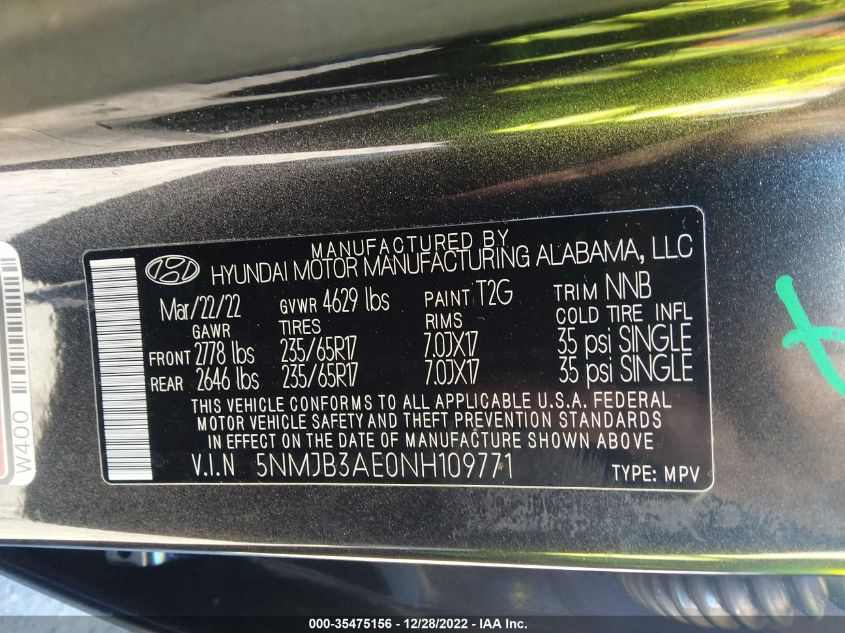 MANUFACTURED BY
HYUNDAI MOTOR MANUFACTURING ALABAMA, LLC
Mar/22/22 GVWR 4629 lbs PAINT T2G TRIM NNB
GAWR TIRES RIMS COLD TIRE INFL
FRONT 2778 lbs 235/65R17 7.0JX17 35 psi SINGLE
REAR 2646 lbs 235/65R17 7.0JX17 35 psi SINGLE
THIS VEHICLE CONFORMS TO ALL APPLICABLE U.S.A. FEDERAL
MOTOR VEHICLE SAFETY AND THEFT PREVENTION STANDARDS
IN EFFECT ON THE DATE OF MANUFACTURE SHOWN ABOVE
V.I.N 5NMJB3AE0NH109771 TYPE: MPV
W400
000-35475156 - 12/28/2022 - IAA Inc.